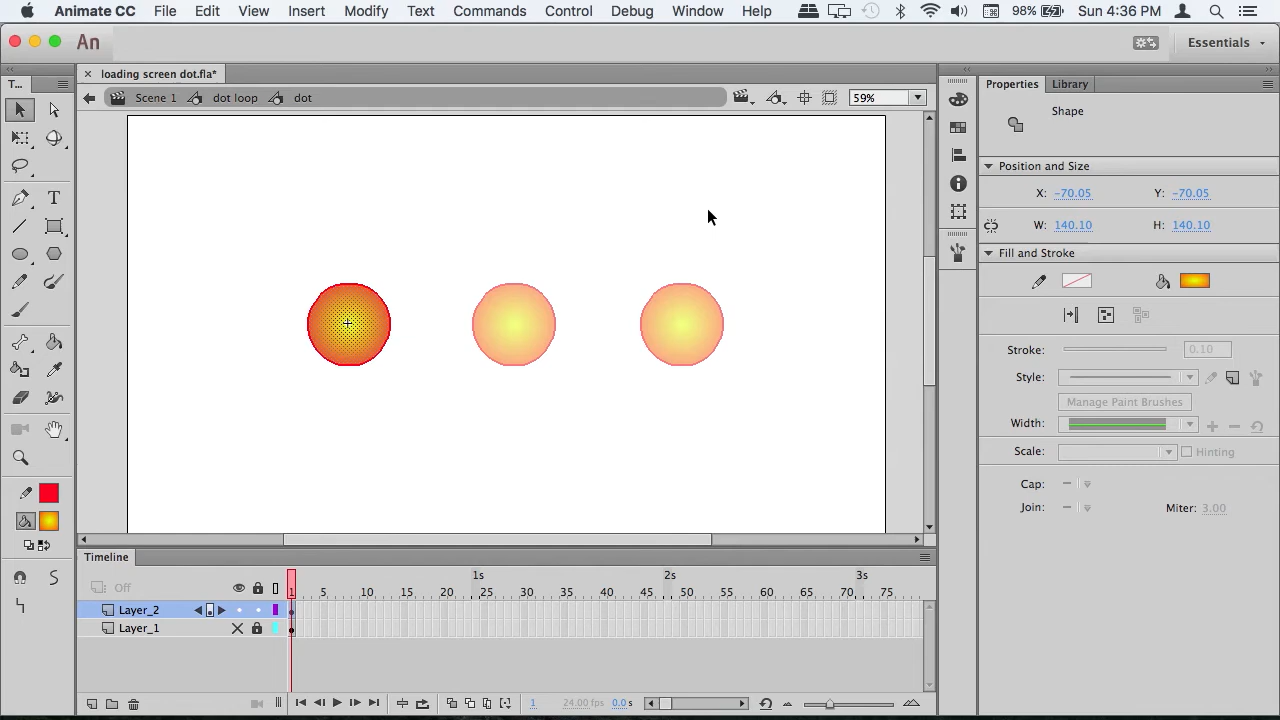 Animate CC File Edit View Insert Modify Text Commands Control Debug Window Help 98% Sun 4:36 PM
An Essentials
T... × loading screen dot.fla* Properties Library
Scene 1 dot loop dot 59%
Shape
Position and Size
X: -70.05 Y: -70.05
W: 140.10 H: 140.10
Fill and Stroke
Stroke: 0.10
Style:
Manage Paint Brushes
Width:
Scale: Hinting
Cap:
Join: Miter: 3.00
Timeline
1s 2s 3s
Off 1 5 10 15 20 25 30 35 40 45 50 55 60 65 70 75
Layer_2
Layer_1
1 24.00 fps 0.0 s